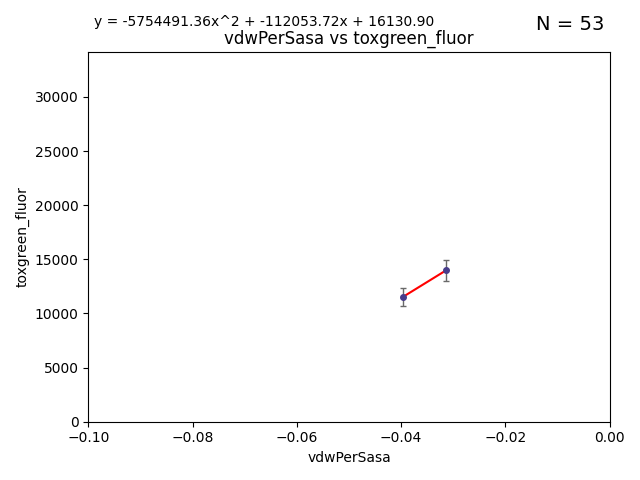 y = -5754491.36x^2 + -112053.72x + 16130.90
N = 53
vdwPerSasa vs toxgreen_fluor
30000
25000
20000
15000
10000
5000
0
toxgreen_fluor
−0.10
−0.08
−0.06
−0.04
−0.02
0.00
vdwPerSasa